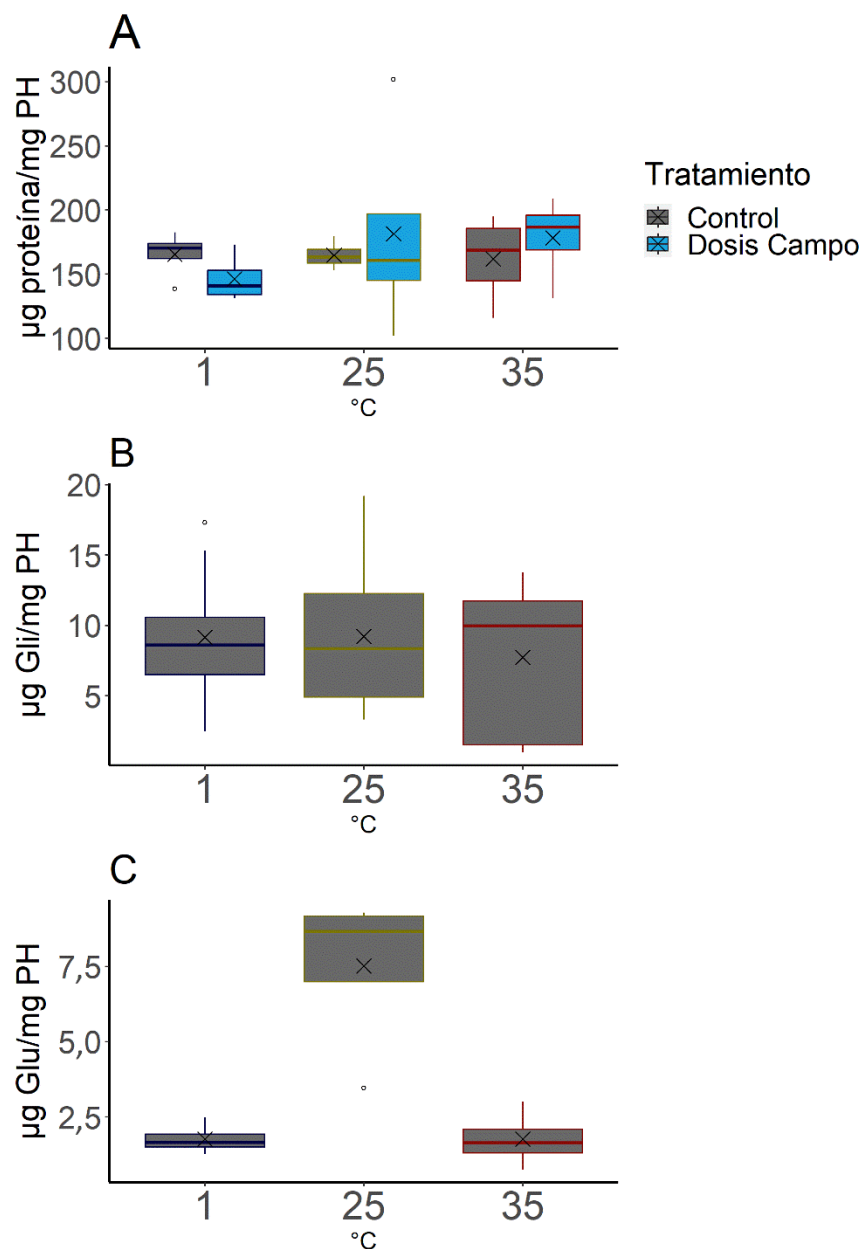 A
µg proteína/mg PH
300
250
200
150
100
1 25 35
°C
Tratamiento
Control
Dosis Campo
B
µg Gli/mg PH
20
15
10
5
1 25 35
°C
C
µg Glu/mg PH
7,5
5,0
2,5
1 25 35
°C